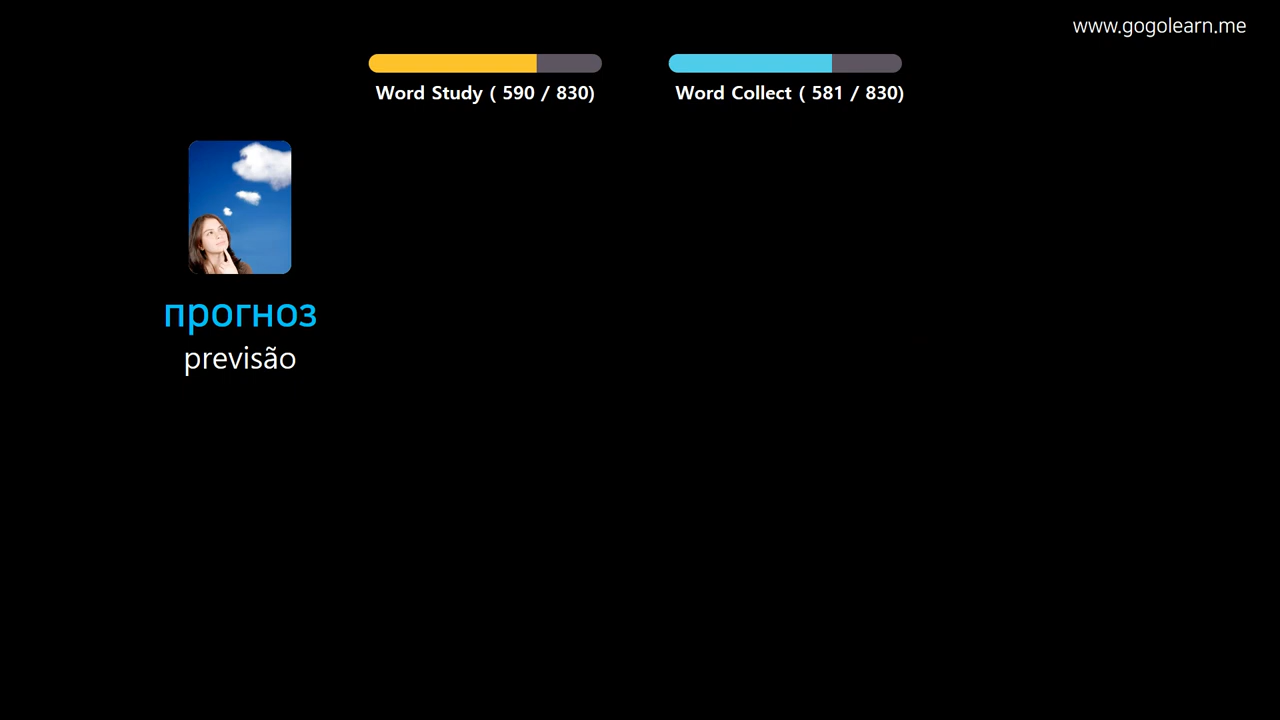 www.gogolearn.me
Word Study ( 590 / 830)
Word Collect ( 581 / 830)
прогноз
previsão